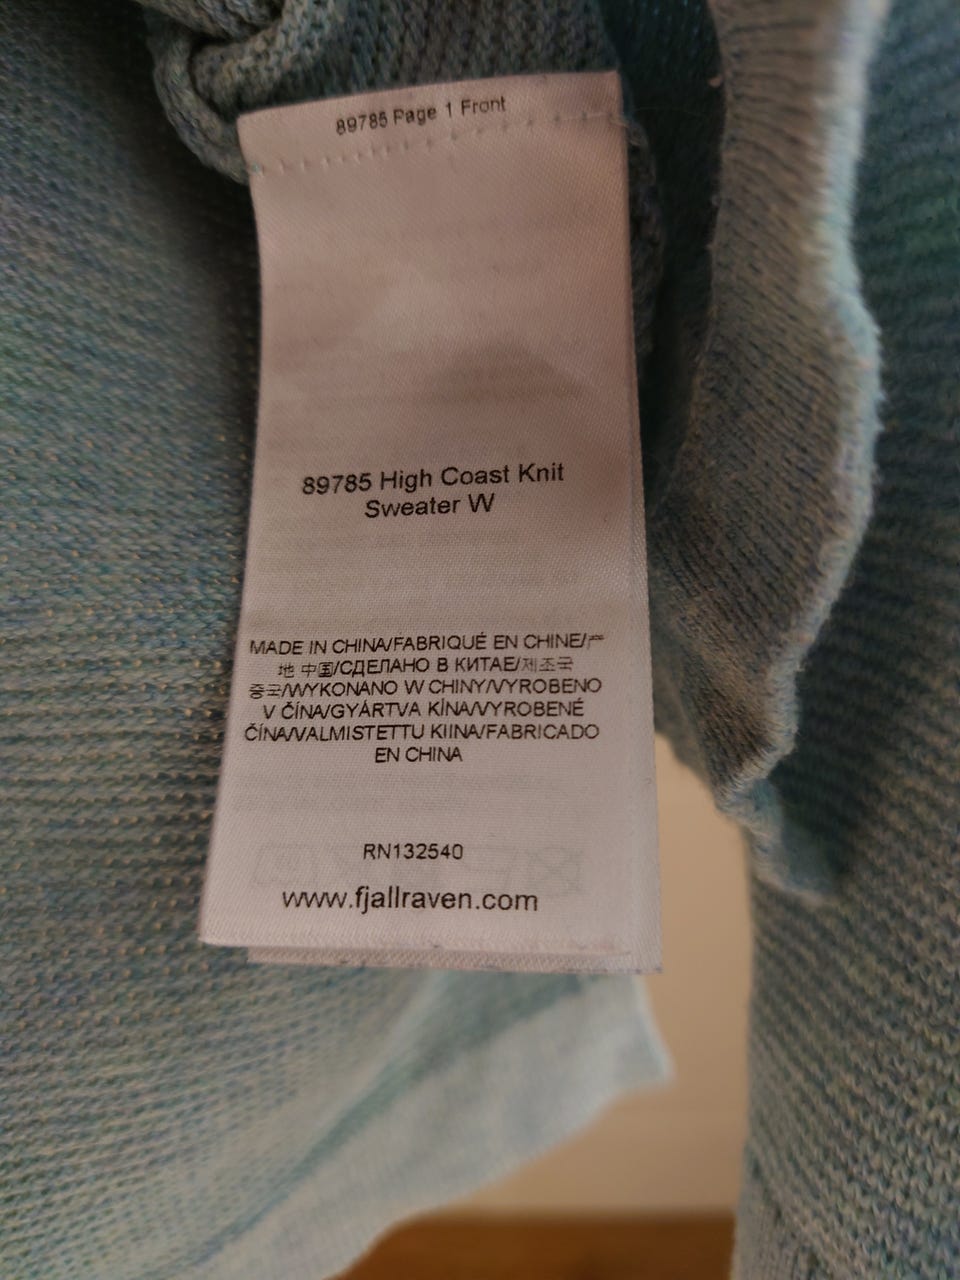 89785 Page 1 Front
89785 High Coast Knit
Sweater W
MADE IN CHINA/FABRIQUÉ EN CHINE/产
地 中国/СДЕЛАНО В КИТАЕ/제조국
중국/WYKONANO W CHINY/VYROBENO
V ČÍNA/GYÁRTVA KÍNA/VYROBENÉ
ČÍNA/VALMISTETTU KIINA/FABRICADO
EN CHINA
RN132540
www.fjallraven.com